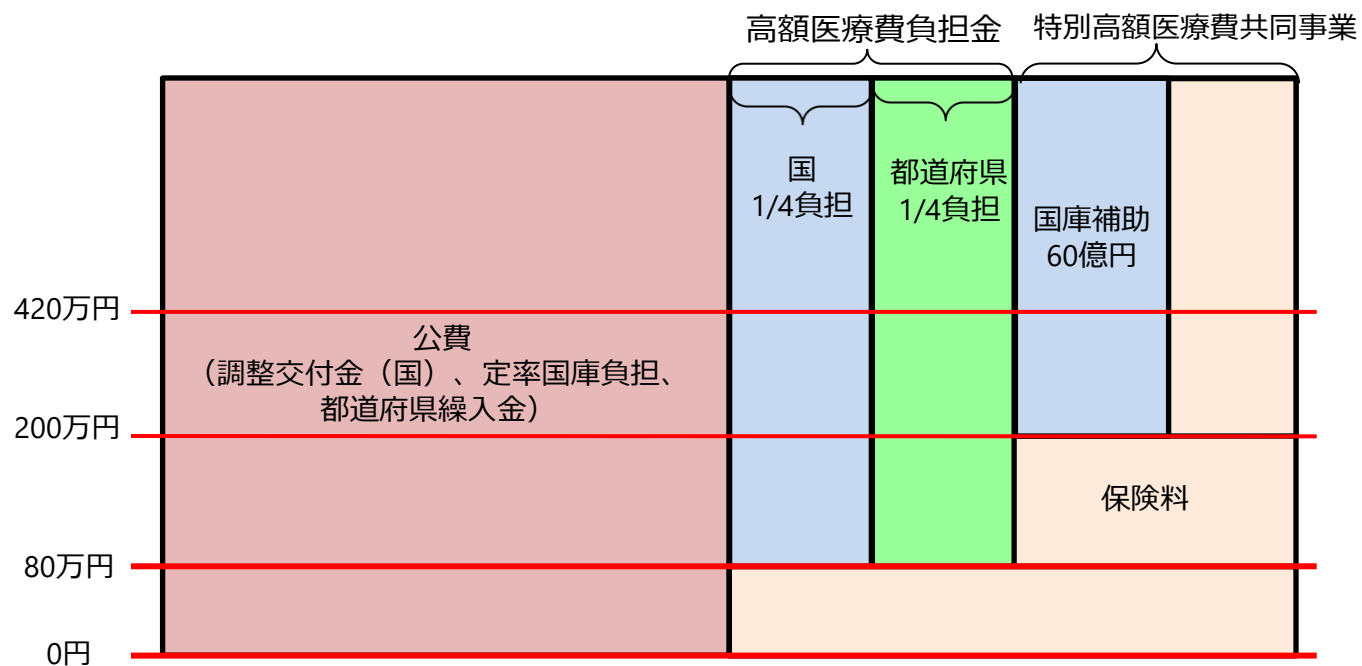 高額医療費負担金
特別高額医療費共同事業
国
1/4負担
都道府県
1/4負担
国庫補助
60億円
420万円
公費
（調整交付金（国）、定率国庫負担、
都道府県繰入金）
200万円
保険料
80万円
0円